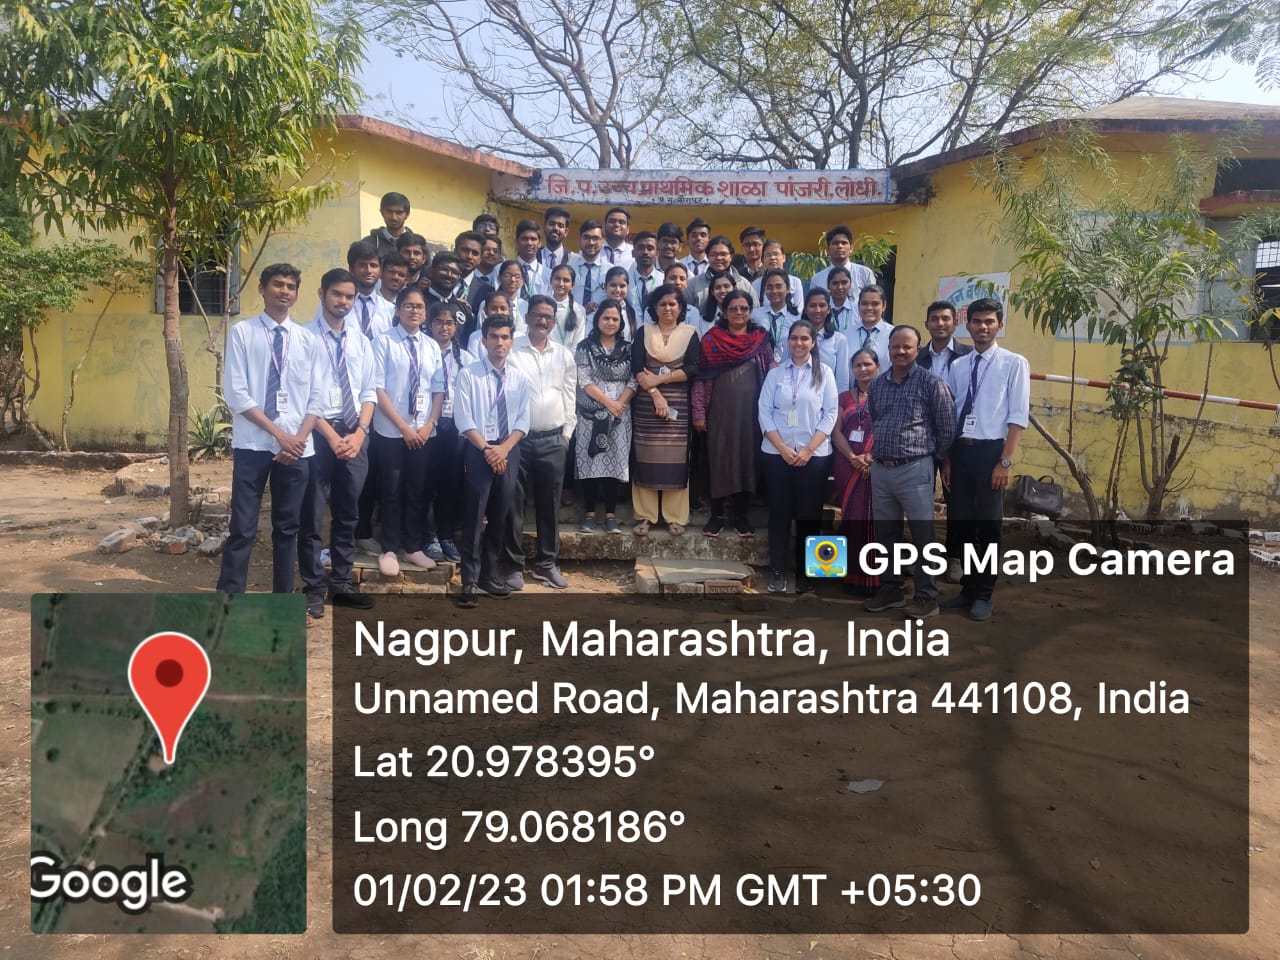 जि.प.उच्च प्राथमिक शाळा पांजरी.लोधी.
GPS Map Camera
Nagpur, Maharashtra, India
Unnamed Road, Maharashtra 441108, India
Lat 20.978395°
Long 79.068186°
01/02/23 01:58 PM GMT +05:30
Google